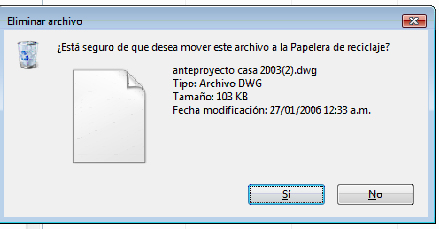 Eliminar archivo
¿Está seguro de que desea mover este archivo a la Papelera de reciclaje?
anteproyecto casa 2003(2).dwg
Tipo: Archivo DWG
Tamaño: 103 KB
Fecha modificación: 27/01/2006 12:33 a.m.
Sí
No